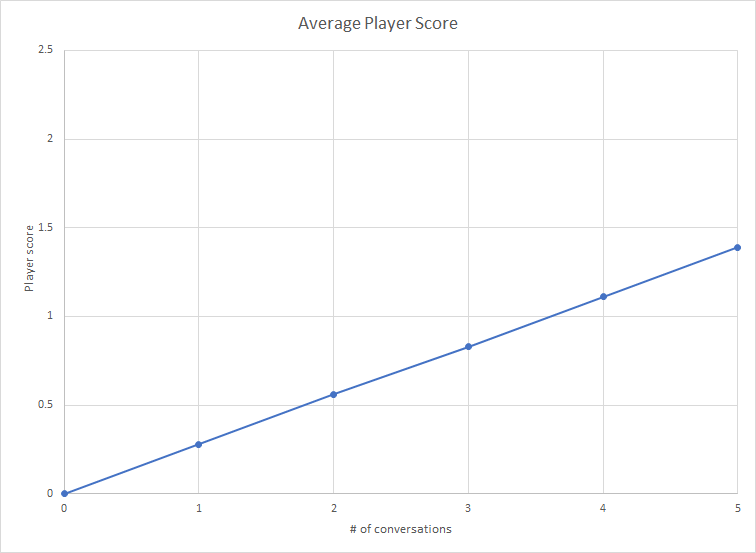 Average Player Score
2.5
2
1.5
1
0.5
0
Player score
0 1 2 3 4 5
# of conversations